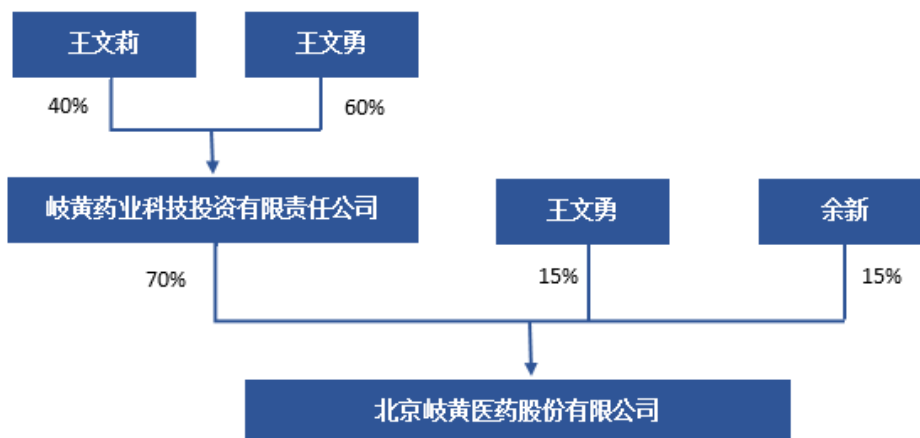 王文莉
王文勇
40%
60%
岐黄药业科技投资有限责任公司
王文勇
余新
70%
15%
15%
北京岐黄医药股份有限公司